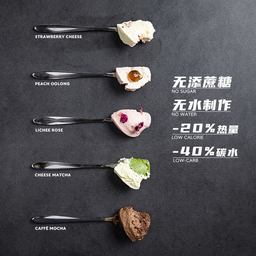 STRAWBERRY CHEESE
PEACH OOLONG
LICHEE ROSE
CHEESE MATCHA
CAFFÉ MOCHA
无添蔗糖
NO SUGAR
无水制作
NO WATER
-20%热量
LOW CALORIE
-40%碳水
LOW-CARB